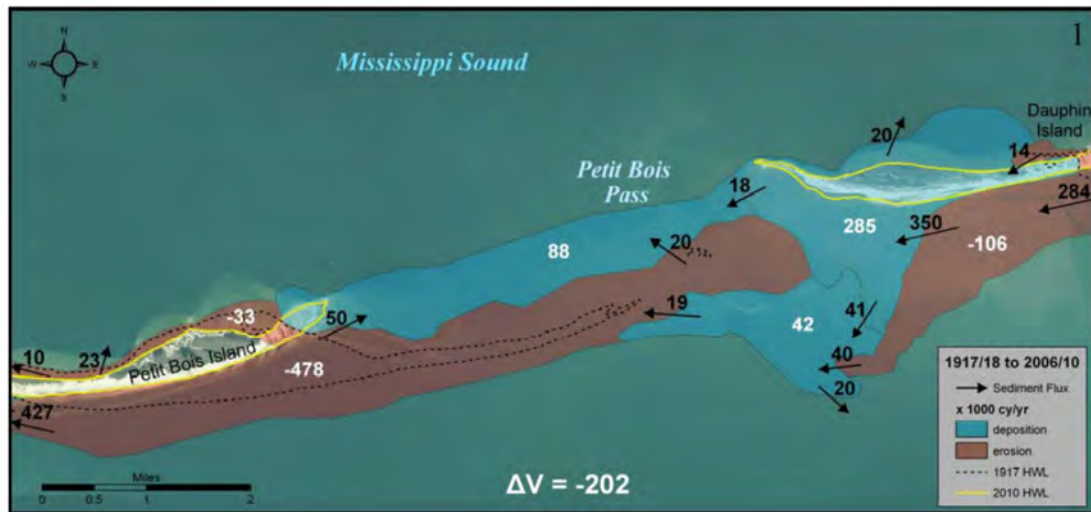 1
N
W E
S
Mississippi Sound
Dauphin
Island
20
14
Petit Bois
Pass
18
284
285
350
-106
88
20
-33
50
19
41
42
10
23
Petit Bois Island
-478
40
20
427
1917/18 to 2006/10
Sediment Flux
x 1000 cy/yr
deposition
erosion
1917 HWL
2010 HWL
Miles
0 0.5 1 2
ΔV = -202